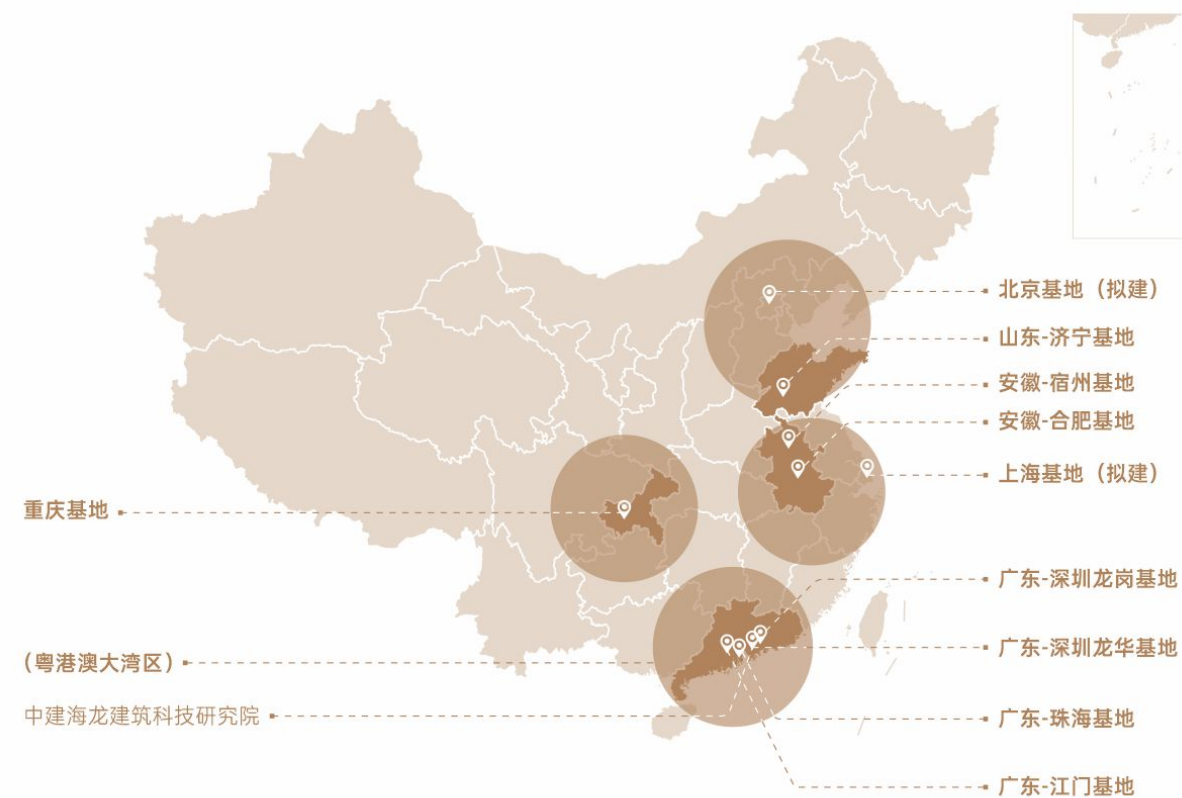 北京基地（拟建）
山东-济宁基地
安徽-宿州基地
安徽-合肥基地
上海基地（拟建）
重庆基地
广东-深圳龙岗基地
广东-深圳龙华基地
（粤港澳大湾区）
中建海龙建筑科技研究院
广东-珠海基地
广东-江门基地